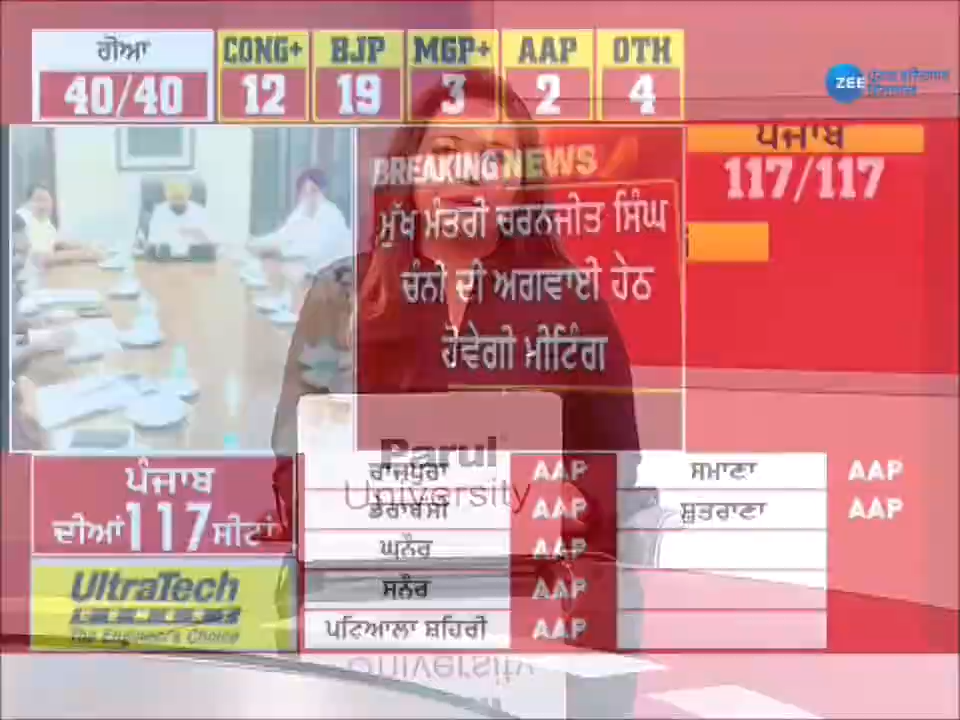 ਗੋਆ CONG+ BJP MGP+ AAP OTH
40/40 12 19 3 2 4
ZEE
ਪੰਜਾਬ
117/117
BREAKING NEWS
ਮੁੱਖ ਮੰਤਰੀ ਚਰਨਜੀਤ ਸਿੰਘ
ਚੰਨੀ ਦੀ ਅਗਵਾਈ ਹੇਠ
ਹੋਵੇਗੀ ਮੀਟਿੰਗ
Parul
University
ਪੰਜਾਬ
ਦੀਆਂ 117 ਸੀਟਾਂ
ਰਾਜਪੁਰਾ AAP ਸਮਾਣਾ AAP
ਡੇਰਾਬੱਸੀ AAP ਸ਼ੁਤਰਾਣਾ AAP
ਘਨੌਰ AAP
ਸਨੌਰ AAP
ਪਟਿਆਲਾ ਸ਼ਹਿਰੀ AAP
UltraTech
The Engineer's Choice